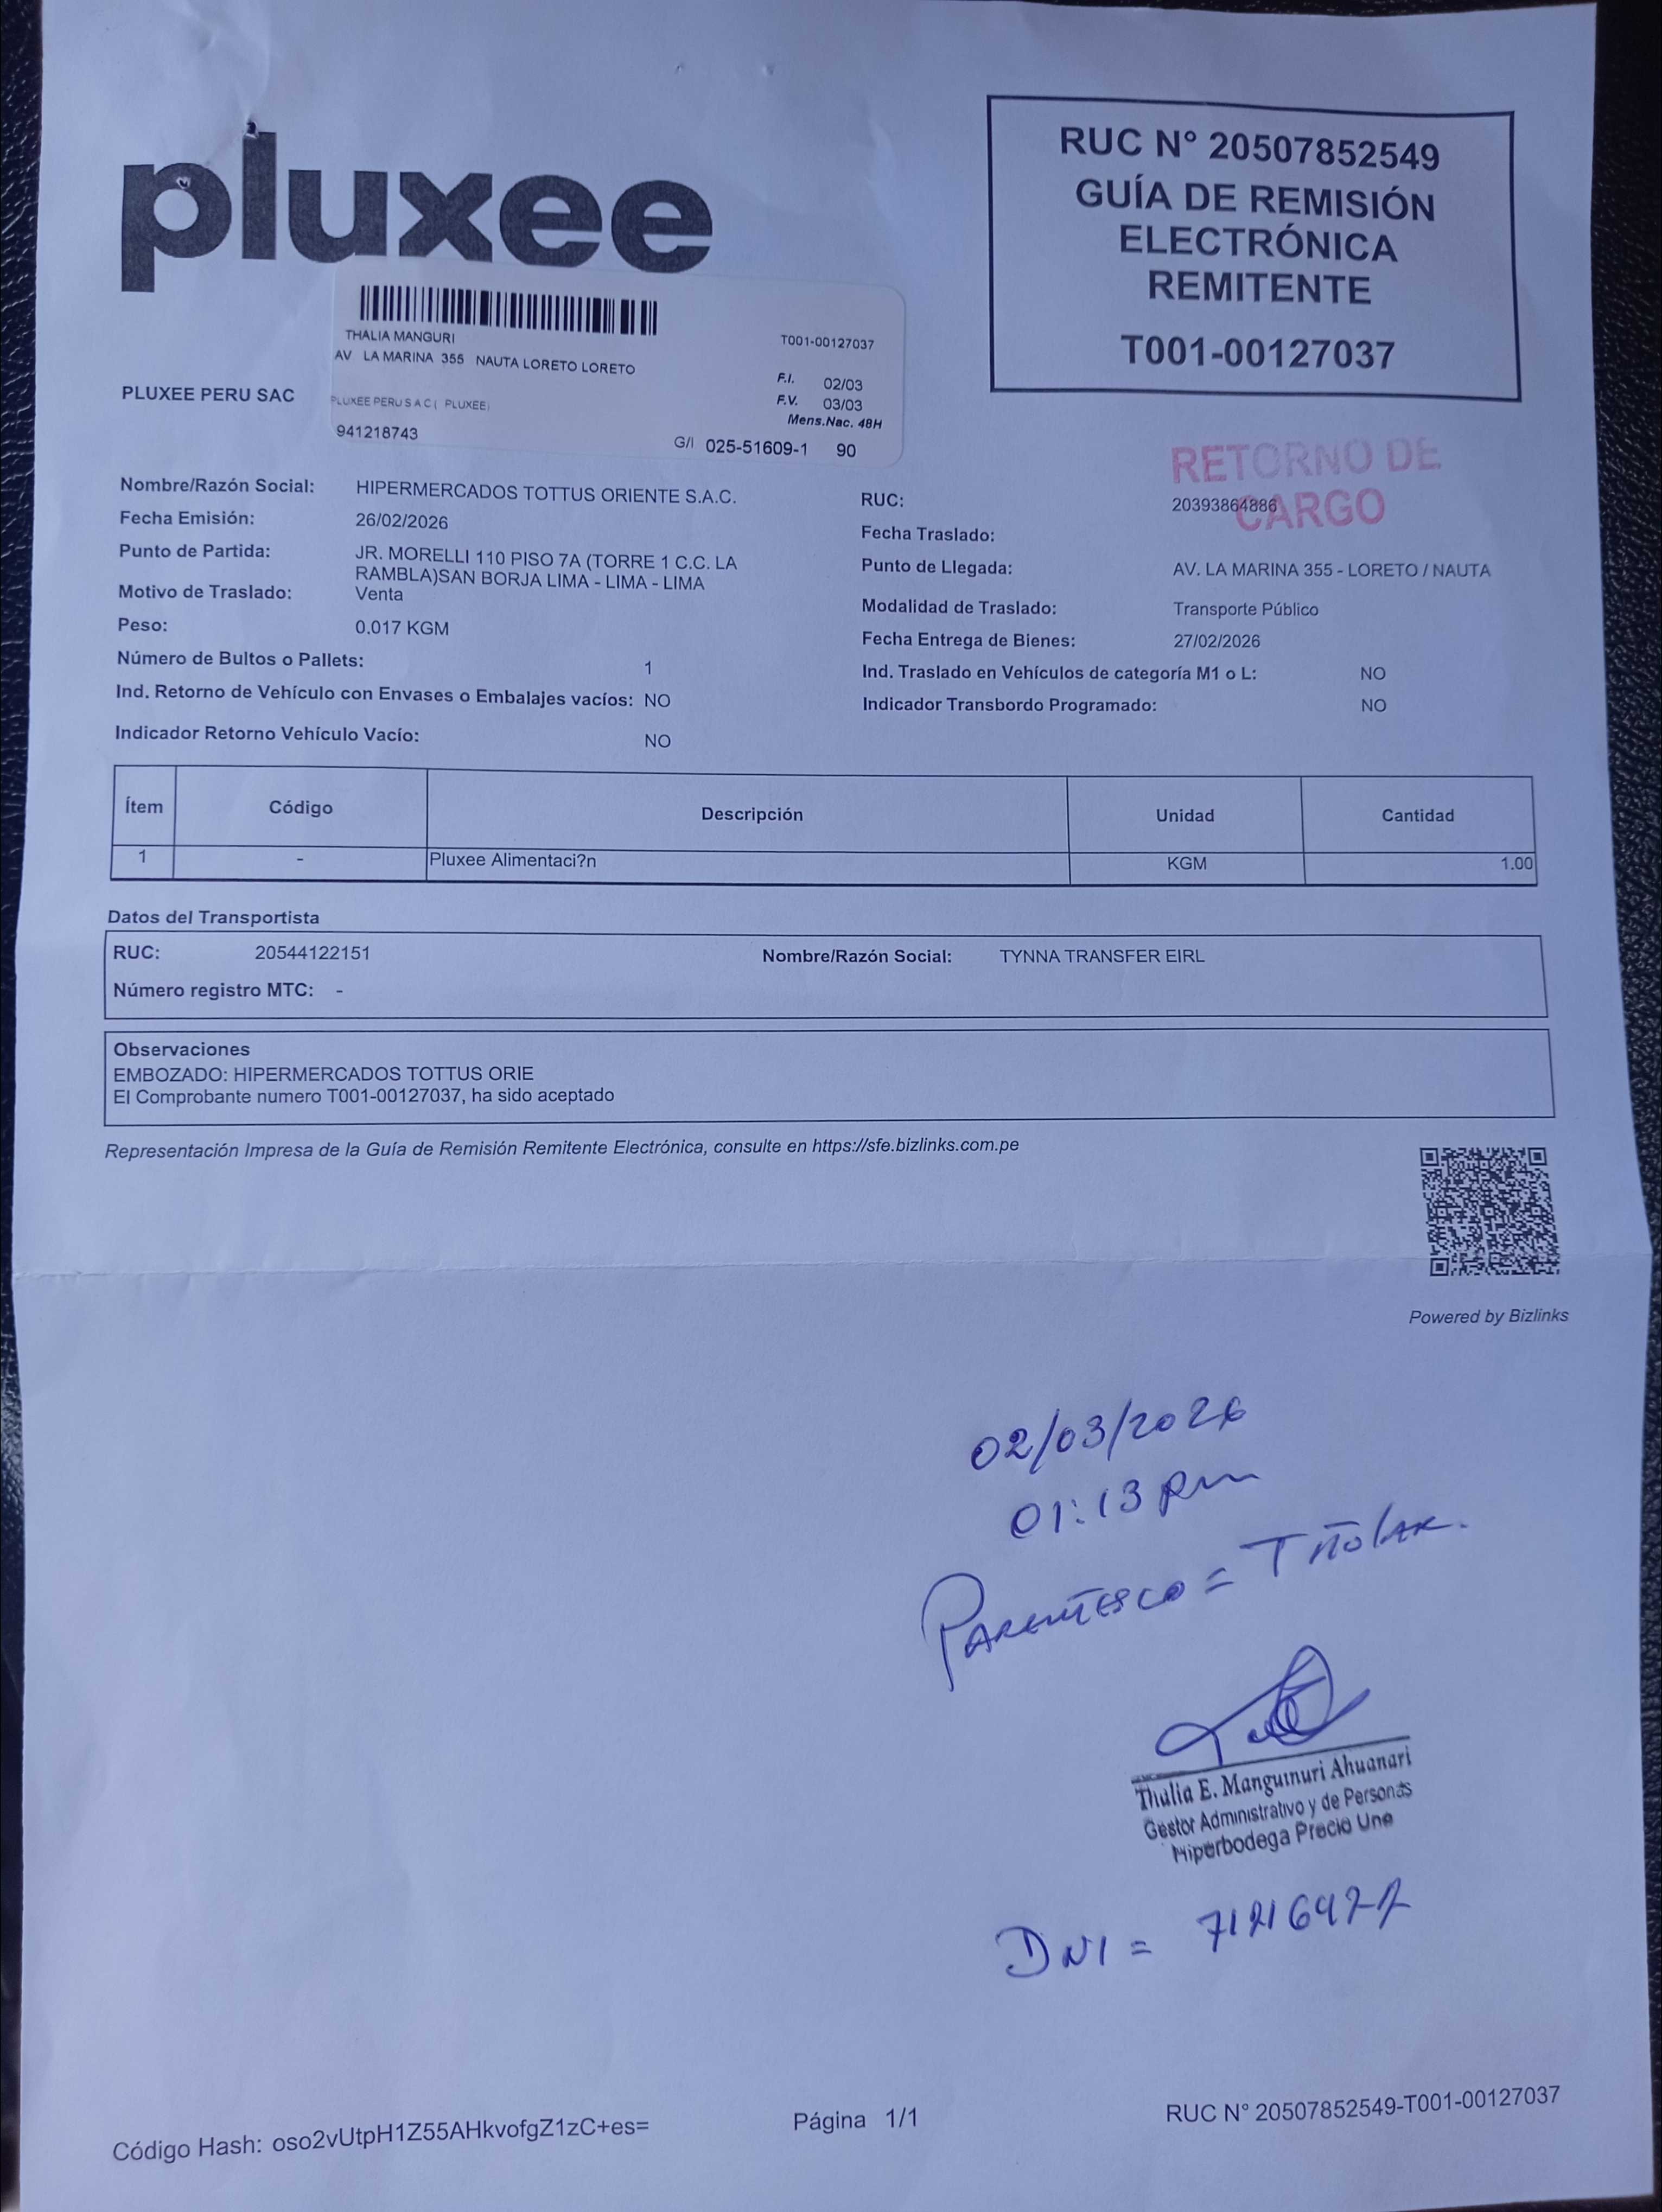 pluxee
RUC N° 20507852549
GUÍA DE REMISIÓN
ELECTRÓNICA
REMITENTE
T001-00127037
THALIA MANGURI
T001-00127037
AV LA MARINA 355 NAUTA LORETO LORETO
F.I. 02/03
F.V. 03/03
PLUXEE PERU SAC
PLUXEE PERU S A C ( PLUXEE)
Mens.Nac. 48H
941218743
G/I 025-51609-1 90
RETORNO DE
CARGO
Nombre/Razón Social: HIPERMERCADOS TOTTUS ORIENTE S.A.C.
RUC: 20393864886
Fecha Emisión: 26/02/2026
Fecha Traslado:
Punto de Partida: JR. MORELLI 110 PISO 7A (TORRE 1 C.C. LA
RAMBLA)SAN BORJA LIMA - LIMA - LIMA
Punto de Llegada: AV. LA MARINA 355 - LORETO / NAUTA
Motivo de Traslado: Venta
Modalidad de Traslado: Transporte Público
Peso: 0.017 KGM
Fecha Entrega de Bienes: 27/02/2026
Número de Bultos o Pallets: 1
Ind. Traslado en Vehículos de categoría M1 o L: NO
Ind. Retorno de Vehículo con Envases o Embalajes vacíos: NO
Indicador Transbordo Programado: NO
Indicador Retorno Vehículo Vacío: NO
Ítem Código Descripción Unidad Cantidad
1 - Pluxee Alimentaci?n KGM 1.00
Datos del Transportista
RUC: 20544122151 Nombre/Razón Social: TYNNA TRANSFER EIRL
Número registro MTC: -
Observaciones
EMBOZADO: HIPERMERCADOS TOTTUS ORIE
El Comprobante numero T001-00127037, ha sido aceptado
Representación Impresa de la Guía de Remisión Remitente Electrónica, consulte en https://sfe.bizlinks.com.pe
Powered by Bizlinks
02/03/2026
01:13 pm
PARENTESCO = TITOLAR.
Thalia E. Manguinuri Ahuanari
Gestor Administrativo y de Personas
Hiperbodega Precio Uno
DNI =
Código Hash: oso2vUtpH1Z55AHkvofgZ1zC+es=
Página 1/1
RUC N° 20507852549-T001-00127037